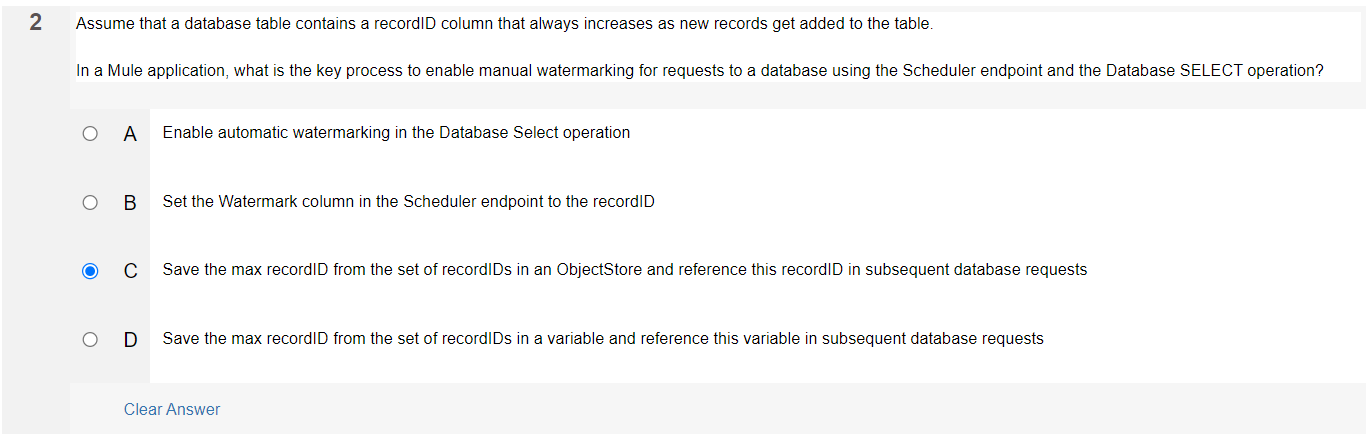 2
Assume that a database table contains a recordID column that always increases as new records get added to the table.
In a Mule application, what is the key process to enable manual watermarking for requests to a database using the Scheduler endpoint and the Database SELECT operation?
A Enable automatic watermarking in the Database Select operation
B Set the Watermark column in the Scheduler endpoint to the recordID
C Save the max recordID from the set of recordIDs in an ObjectStore and reference this recordID in subsequent database requests
D Save the max recordID from the set of recordIDs in a variable and reference this variable in subsequent database requests
Clear Answer